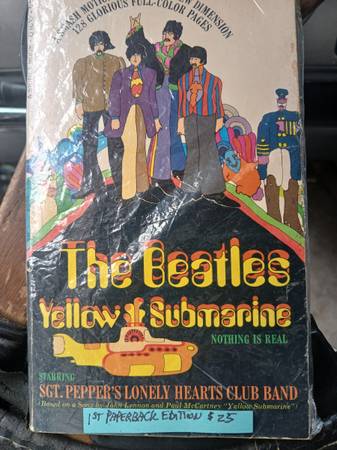 A SMASH MOTION
NEW DIMENSION
128 GLORIOUS FULL-COLOR PAGES
The Beatles
Yellow Submarine
NOTHING IS REAL
STARRING
SGT. PEPPER'S LONELY HEARTS CLUB BAND
(Based on a Song by John Lennon and Paul McCartney "Yellow Submarine")
1ST PAPERBACK EDITION $25